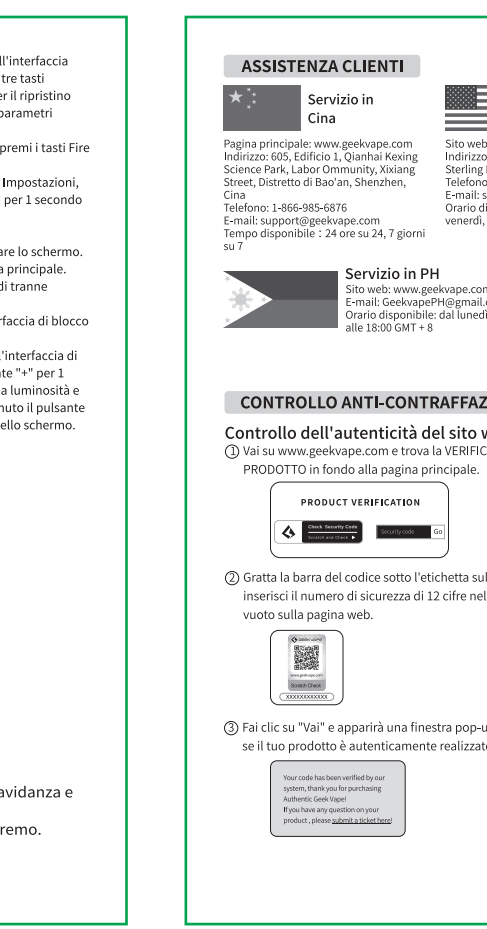 ll'interfaccia
tre tasti
er il ripristino
parametri
premi i tasti Fire
Impostazioni,
per 1 secondo
are lo schermo.
a principale.
di tranne
rfaccia di blocco
l'interfaccia di
te "+" per 1
a luminosità e
nuto il pulsante
ello schermo.
avidanza e
remo.
ASSISTENZA CLIENTI
Servizio in
Cina
Pagina principale: www.geekvape.com
Indirizzo: 605, Edificio 1, Qianhai Kexing
Science Park, Labor Ommunity, Xixiang
Street, Distretto di Bao'an, Shenzhen,
Cina
Telefono: 1-866-985-6876
E-mail: support@geekvape.com
Tempo disponibile : 24 ore su 24, 7 giorni
su 7
Sito web
Indirizzo
Sterling
Telefono
E-mail: s
Orario di
venerdì,
Servizio in PH
Sito web: www.geekvape.com
E-mail: GeekvapePH@gmail.c
Orario disponibile: dal lunedì
alle 18:00 GMT + 8
CONTROLLO ANTI-CONTRAFFAZ
Controllo dell'autenticità del sito w
① Vai su www.geekvape.com e trova la VERIFIC
PRODOTTO in fondo alla pagina principale.
PRODUCT VERIFICATION
Check Security Code
Scratch and Check
Security code Go
② Gratta la barra del codice sotto l'etichetta sul
inserisci il numero di sicurezza di 12 cifre nel
vuoto sulla pagina web.
GEEKVAPE
www.geekvape.com
Scratch Check
XXXXXXXXXXXX
③ Fai clic su "Vai" e apparirà una finestra pop-u
se il tuo prodotto è autenticamente realizzato
Your code has been verified by our
system, thank you for purchasing
Authentic Geek Vape!
If you have any question on your
product , please submit a ticket here!